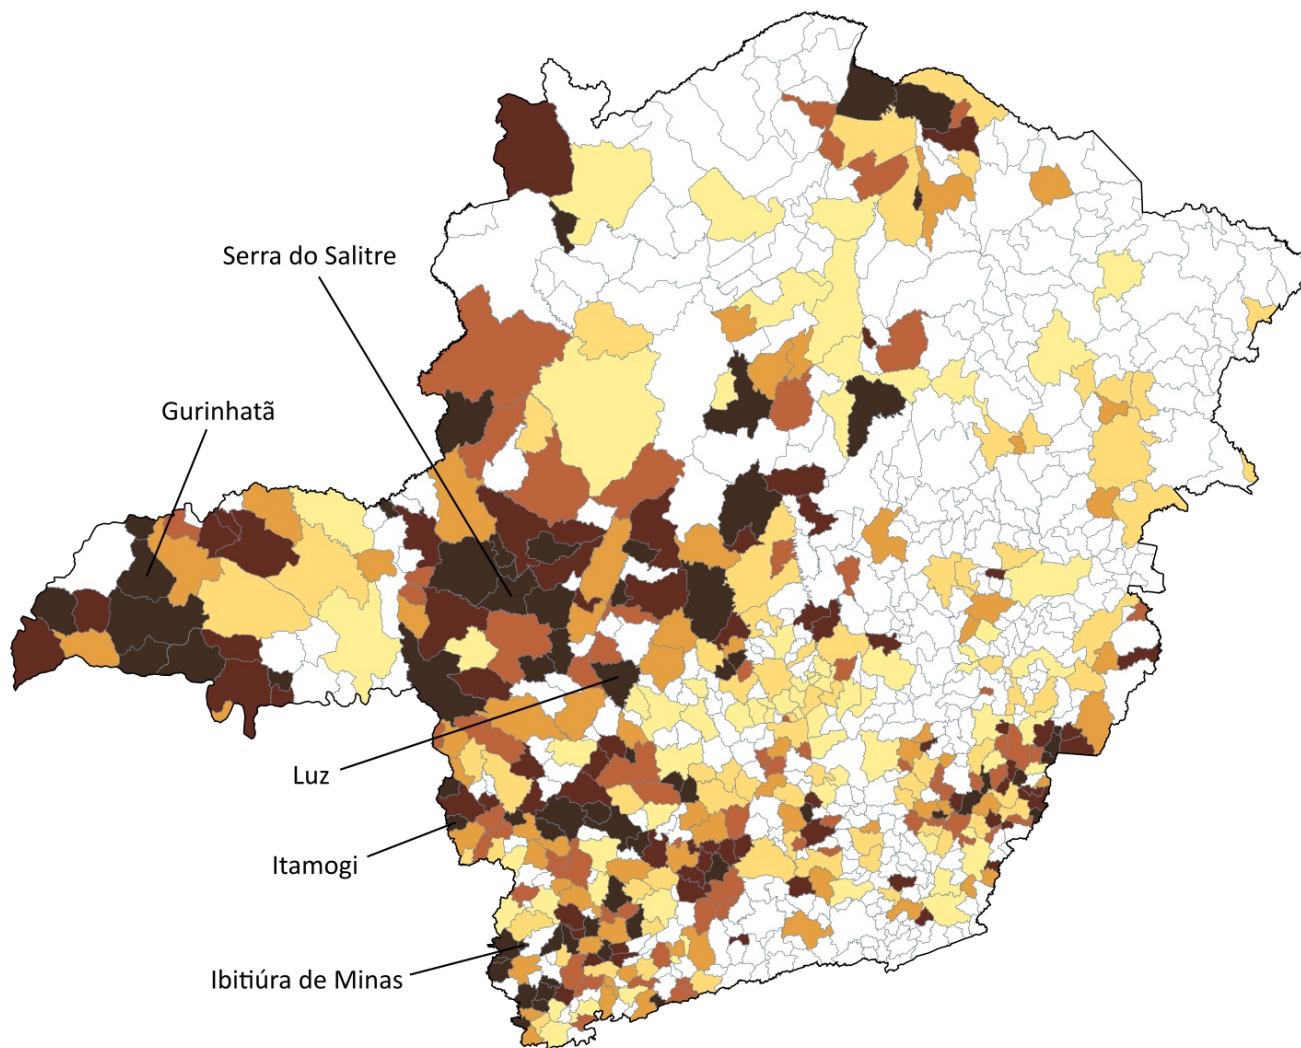 Serra do Salitre
Gurinhatã
Luz
Itamogi
Ibitiúra de Minas